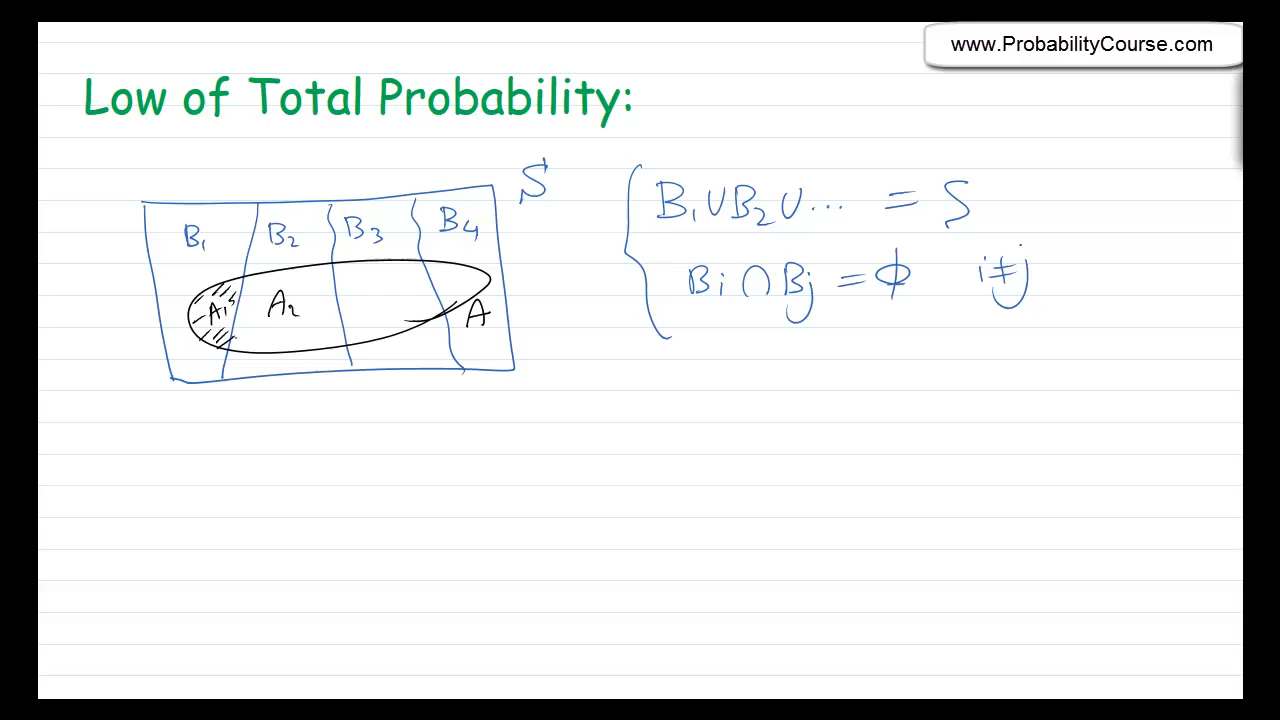 www.ProbabilityCourse.com
Low of Total Probability:
S
B₁ B₂ B₃ B₄
A₁ A₂ A
B₁∪B₂∪... = S
Bi ∩ Bj = ϕ i≠j